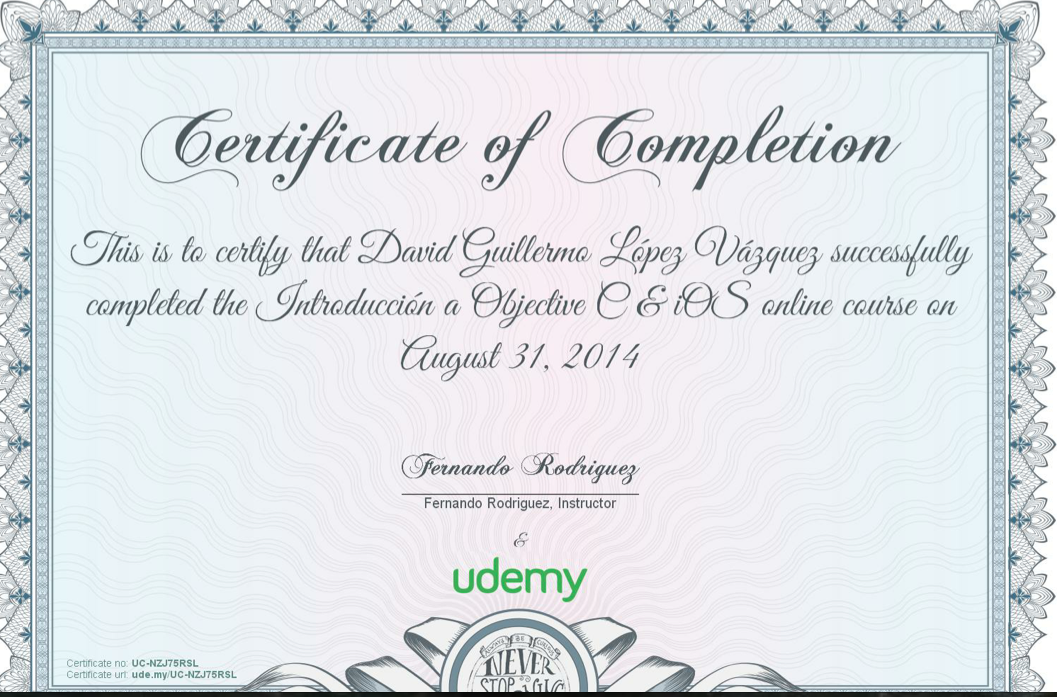 Certificate of Completion
This is to certify that David Guillermo López Vázquez successfully
completed the Introducción a Objective C & iOS online course on
August 31, 2014
Fernando Rodriguez
Fernando Rodriguez, Instructor
&
udemy
ALWAYS BE
NEVER
Certificate no: UC-NZJ75RSL
Certificate url: ude.my/UC-NZJ75RSL